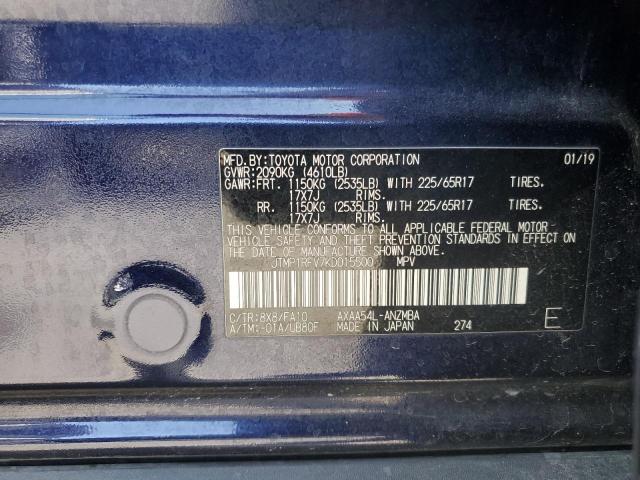 MFD.BY:TOYOTA MOTOR CORPORATION 01/19
GVWR:2090KG (4610LB)
GAWR:FRT. 1150KG (2535LB) WITH 225/65R17 TIRES.
17X7J RIMS.
RR. 1150KG (2535LB) WITH 225/65R17 TIRES.
17X7J RIMS.
THIS VEHICLE CONFORMS TO ALL APPLICABLE FEDERAL MOTOR
VEHICLE SAFETY AND THEFT PREVENTION STANDARDS IN EFFECT
ON THE DATE OF MANUFACTURE SHOWN ABOVE.
JTMP1RFV7KD015500 MPV
C/TR:8X8/FA10 AXAA54L-ANZMBA
A/TM:-01A/UB80F MADE IN JAPAN 274 E